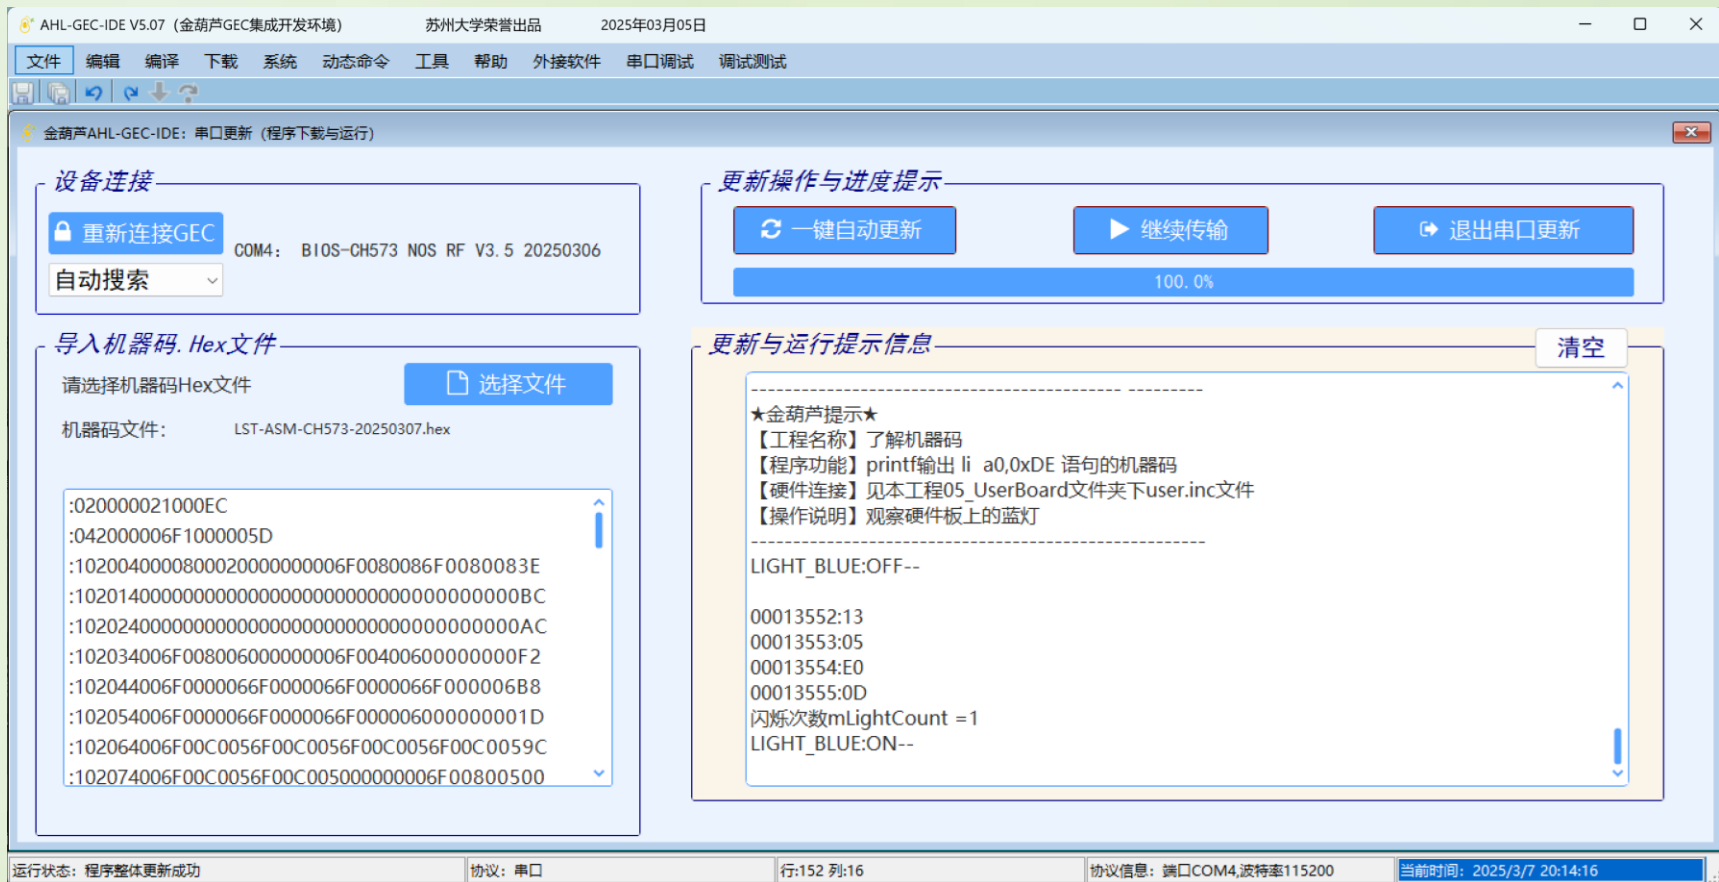 AHL-GEC-IDE V5.07（金葫芦GEC集成开发环境） 苏州大学荣誉出品 2025年03月05日
文件 编辑 编译 下载 系统 动态命令 工具 帮助 外接软件 串口调试 调试测试
金葫芦AHL-GEC-IDE：串口更新（程序下载与运行）
设备连接
重新连接GEC
COM4： BIOS-CH573 NOS RF V3.5 20250306
自动搜索
更新操作与进度提示
一键自动更新 继续传输 退出串口更新
100.0%
导入机器码.Hex文件
请选择机器码Hex文件 选择文件
机器码文件： LST-ASM-CH573-20250307.hex
:020000021000EC
:042000006F1000005D
:1020040000800020000000006F0080086F0080083E
:1020140000000000000000000000000000000000BC
:1020240000000000000000000000000000000000AC
:102034006F008006000000006F00400600000000F2
:102044006F0000066F0000066F0000066F000006B8
:102054006F0000066F0000066F000006000000001D
:102064006F00C0056F00C0056F00C0056F00C0059C
:102074006F00C0056F00C005000000006F00800500
更新与运行提示信息 清空
-------------------------------------------- ---------
★金葫芦提示★
【工程名称】了解机器码
【程序功能】printf输出 li  a0,0xDE 语句的机器码
【硬件连接】见本工程05_UserBoard文件夹下user.inc文件
【操作说明】观察硬件板上的蓝灯
------------------------------------------------------
LIGHT_BLUE:OFF--
00013552:13
00013553:05
00013554:E0
00013555:0D
闪烁次数mLightCount =1
LIGHT_BLUE:ON--
运行状态：程序整体更新成功 协议：串口 行:152 列:16 协议信息：端口COM4,波特率115200 当前时间：2025/3/7 20:14:16